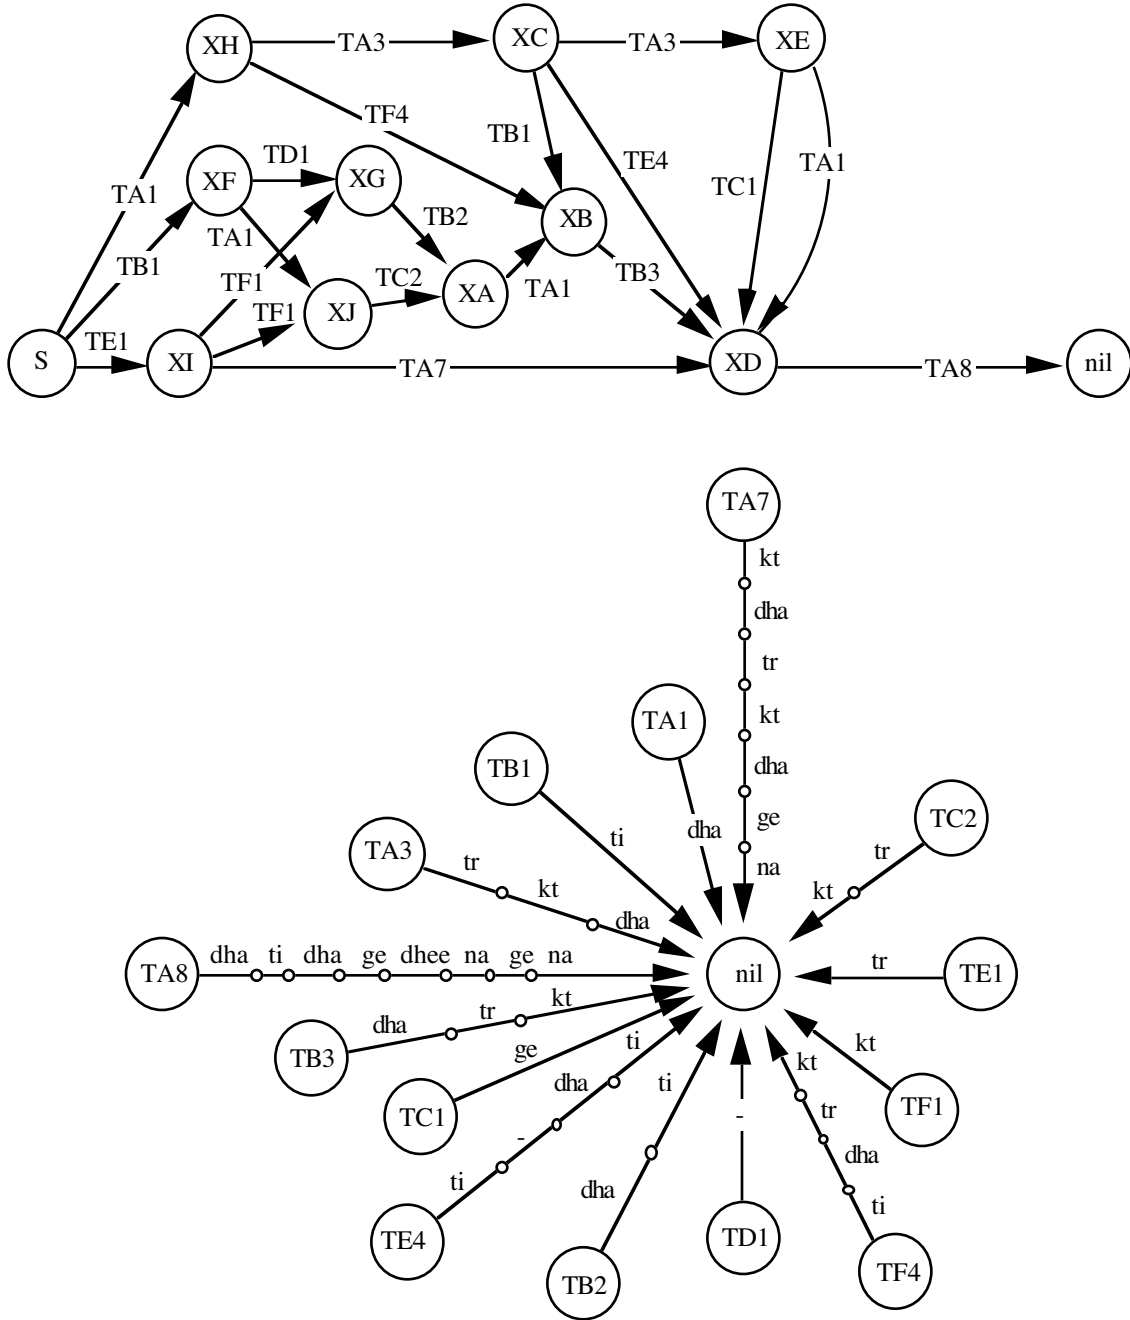 XH TA3 XC TA3 XE
TF4
TB1 TE4 TA1
TD1
XF XG TC1
TA1 TB2 XB
TA1
TB1 TF1 TC2 XA TA1 TB3
TF1 XJ
S TE1 XI TA7 XD TA8 nil
TA7
kt
dha
tr
kt
dha
ge
na
TA1
dha
TB1
ti
TC2
tr
kt
TA3
tr
kt
dha
TA8 dha ti dha ge dhee na ge na
nil
tr TE1
TB3 dha tr kt
TC1 ge
kt TF1
TE4 ti - dha ti
TB2 dha ti
TD1 -
TF4 ti dha tr kt